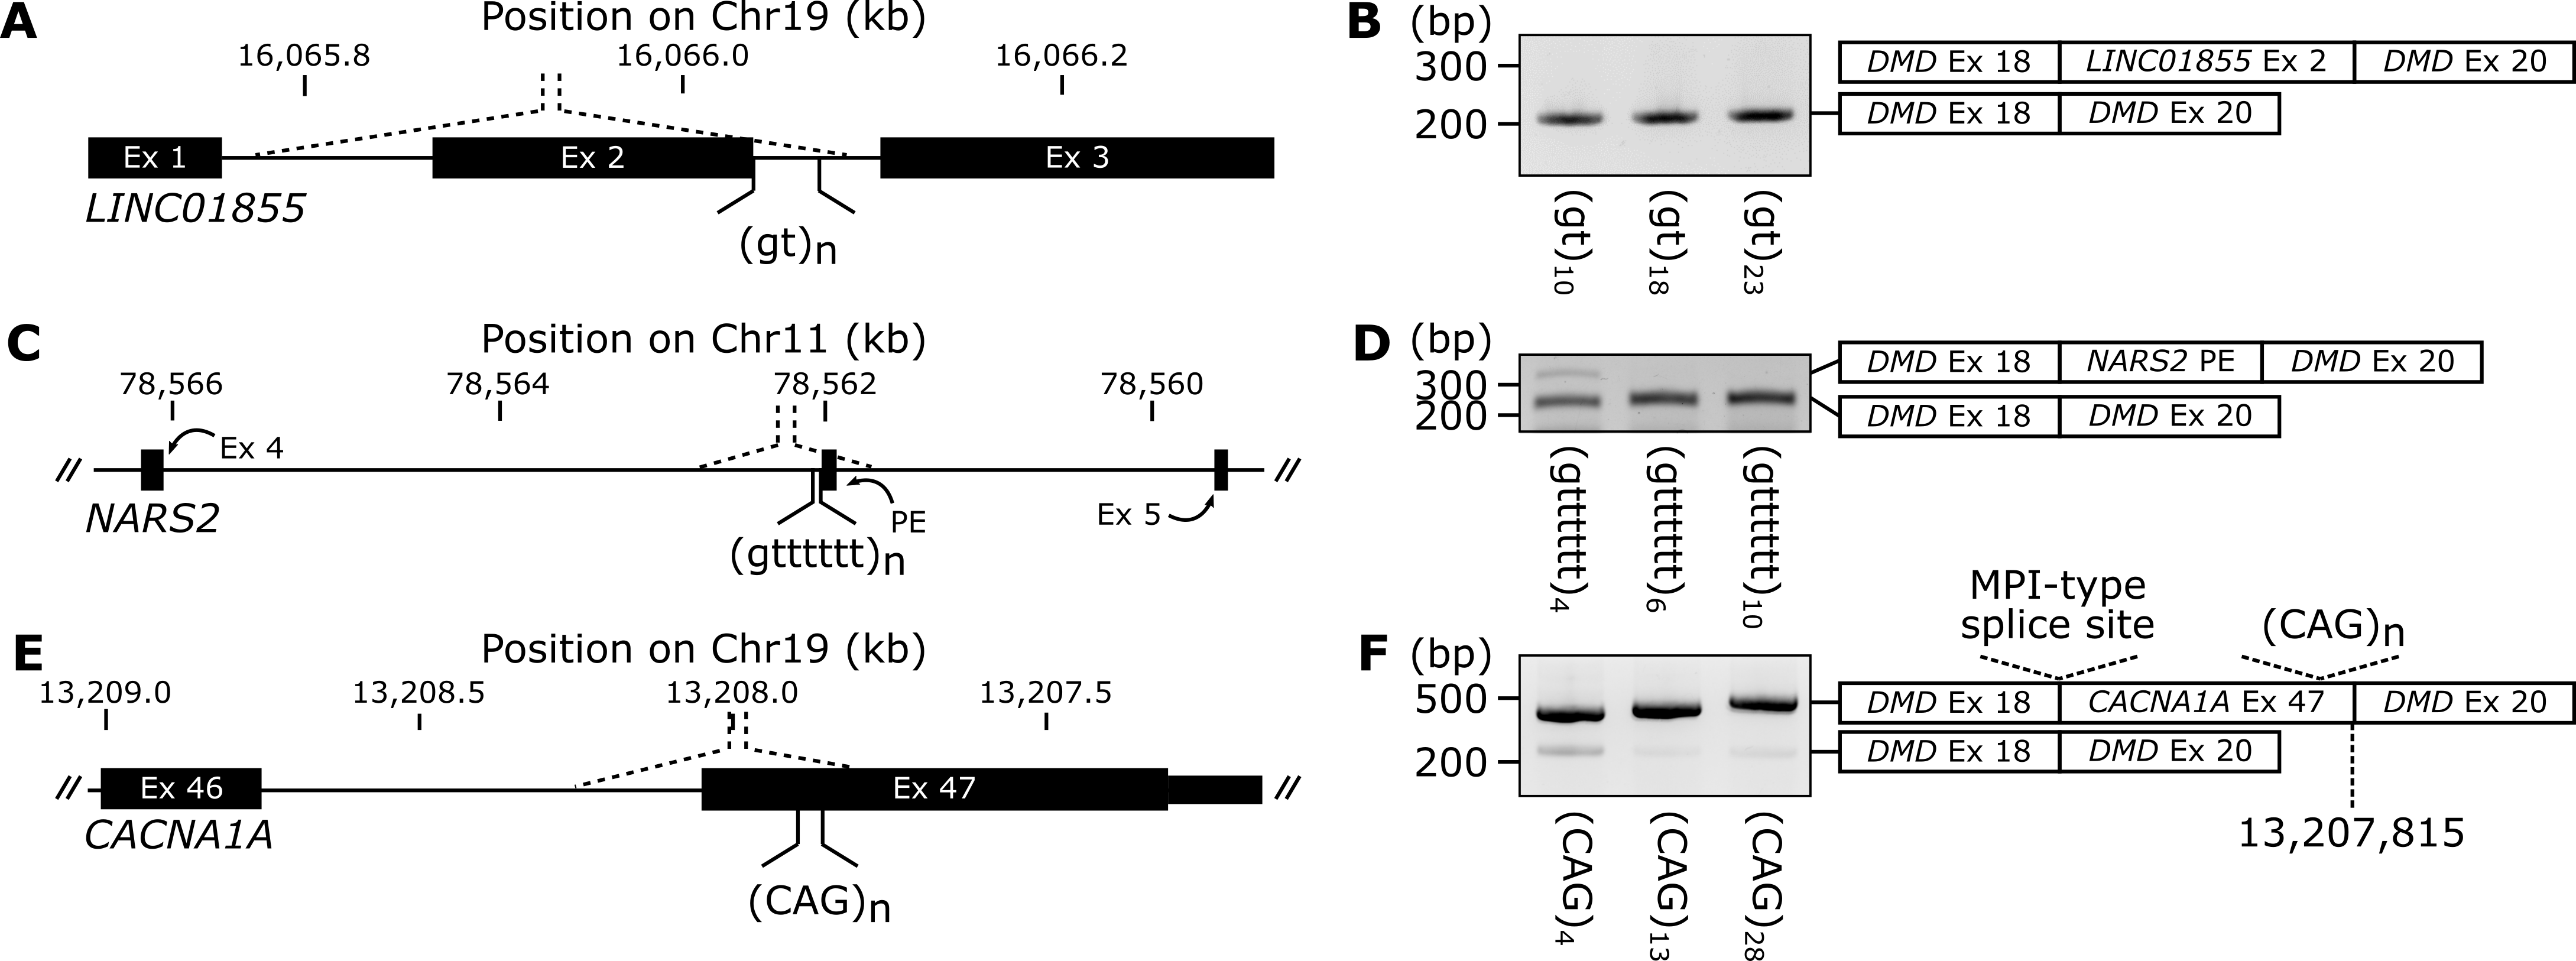 A
Position on Chr19 (kb)
16,065.8
16,066.0
16,066.2
Ex 1
Ex 2
Ex 3
LINC01855
(gt)n
B
(bp)
300
200
DMD Ex 18
LINC01855 Ex 2
DMD Ex 20
DMD Ex 18
DMD Ex 20
(gt)10
(gt)18
(gt)23
C
Position on Chr11 (kb)
78,566
78,564
78,562
78,560
Ex 4
NARS2
PE
Ex 5
(gttttttt)n
D
(bp)
300
200
DMD Ex 18
NARS2 PE
DMD Ex 20
DMD Ex 18
DMD Ex 20
(gttttttt)4
(gttttttt)6
(gttttttt)10
E
Position on Chr19 (kb)
13,209.0
13,208.5
13,208.0
13,207.5
Ex 46
Ex 47
CACNA1A
(CAG)n
F
(bp)
500
200
MPI-type
splice site
(CAG)n
DMD Ex 18
CACNA1A Ex 47
DMD Ex 20
DMD Ex 18
DMD Ex 20
13,207,815
(CAG)4
(CAG)13
(CAG)28